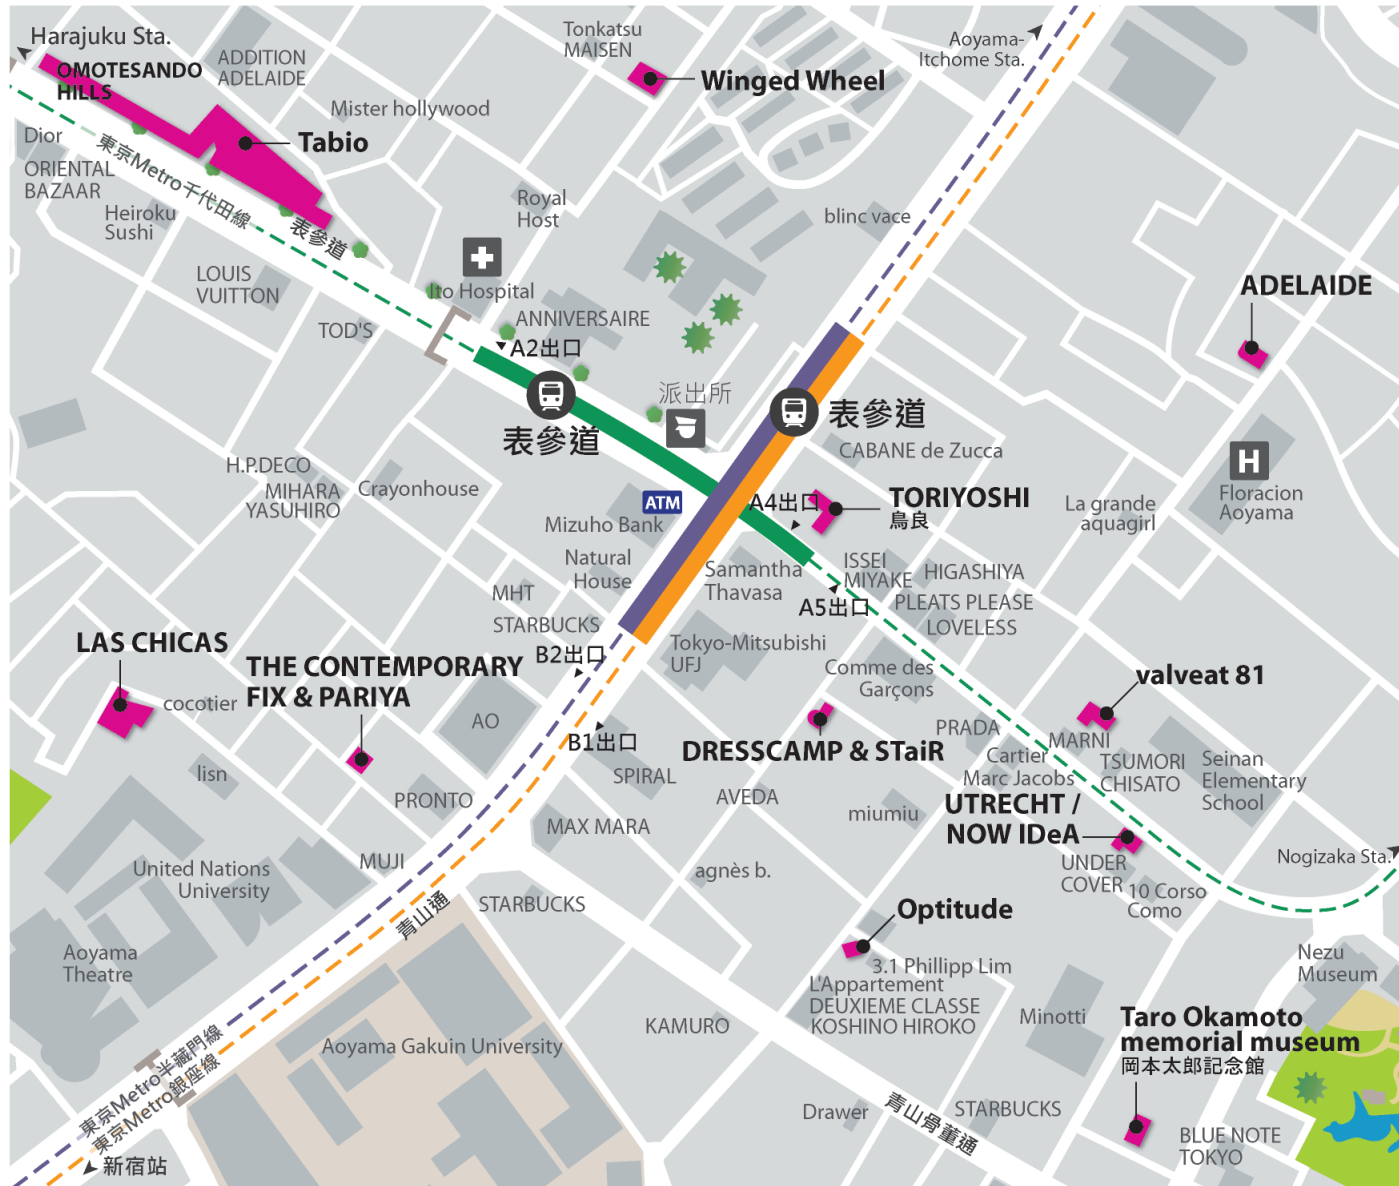 Harajuku Sta.
OMOTESANDO
HILLS
ADDITION
ADELAIDE
Tonkatsu
MAISEN
Winged Wheel
Aoyama-
Itchome Sta.
Mister hollywood
Tabio
Dior
ORIENTAL
BAZAAR
東京Metro千代田線
表參道
Heiroku
Sushi
Royal
Host
blinc vace
LOUIS
VUITTON
Ito Hospital
TOD'S
ANNIVERSAIRE
A2出口
ADELAIDE
派出所
表參道
表參道
CABANE de Zucca
H.P.DECO
MIHARA
YASUHIRO
Crayonhouse
ATM
Mizuho Bank
A4出口
TORIYOSHI
鳥良
La grande
aquagirl
H
Floracion
Aoyama
Natural
House
MHT
STARBUCKS
B2出口
Samantha
Thavasa
ISSEI
MIYAKE
HIGASHIYA
A5出口
PLEATS PLEASE
LOVELESS
Tokyo-Mitsubishi
UFJ
Comme des
Garçons
LAS CHICAS
cocotier
THE CONTEMPORARY
FIX & PARIYA
AO
B1出口
lisn
PRONTO
SPIRAL
DRESSCAMP & STaiR
AVEDA
PRADA
Cartier
Marc Jacobs
valveat 81
MARNI
TSUMORI
CHISATO
Seinan
Elementary
School
MAX MARA
miumiu
UTRECHT /
NOW IDeA
Nogizaka Sta.
MUJI
United Nations
University
agnès b.
UNDER
COVER
10 Corso
Como
STARBUCKS
青山通
Optitude
3.1 Phillipp Lim
L'Appartement
DEUXIEME CLASSE
KOSHINO HIROKO
Aoyama
Theatre
Nezu
Museum
KAMURO
Minotti
Taro Okamoto
memorial museum
岡本太郎記念館
Aoyama Gakuin University
東京Metro半藏門線
東京Metro銀座線
新宿站
Drawer
青山骨董通
STARBUCKS
BLUE NOTE
TOKYO